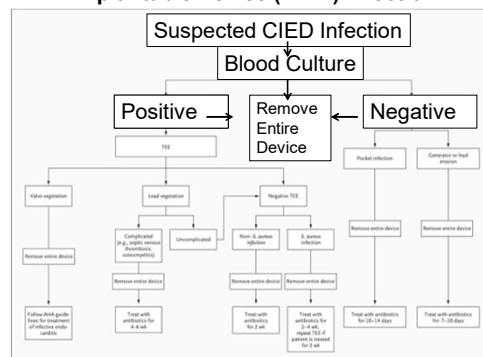 Suspected CIED Infection
Blood Culture
Positive
Remove
Entire
Device
Negative
TEE
Pocket infection
Generator or lead
erosion
Valve vegetation
Lead vegetation
Negative TEE
Complicated
(e.g., septic venous
thrombosis,
osteomyelitis)
Uncomplicated
Non-S. aureus
infection
S. aureus
infection
Remove entire device
Remove entire device
Remove entire device
Remove entire device
Remove entire device
Remove entire device
Follow AHA guide-
lines for treatment
of infective endo-
carditis
Treat with
antibiotics for
4–6 wk
Treat with
antibiotics
for 2 wk
Treat with
antibiotics for
2–4 wk;
repeat TEE if
patient is treated
for 2 wk
Treat with antibiotics
for 10–14 days
Treat with antibiotics
for 7–10 days